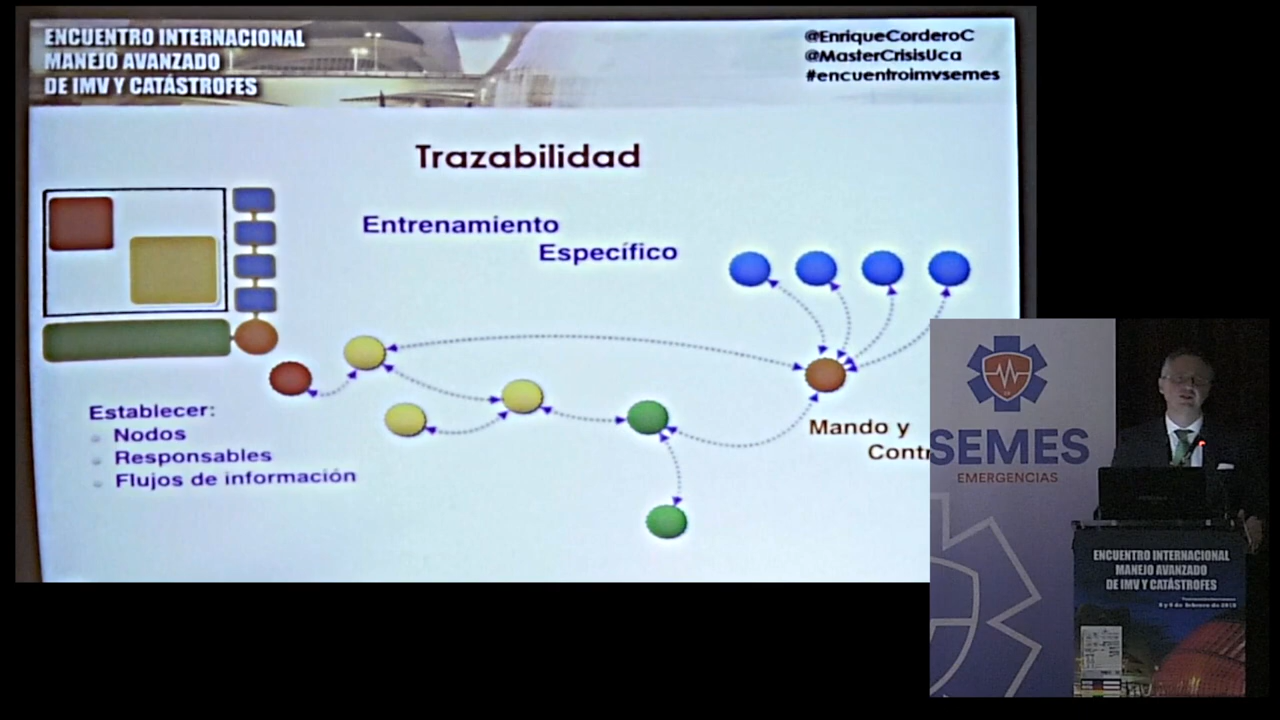 ENCUENTRO INTERNACIONAL
MANEJO AVANZADO
DE IMV Y CATÁSTROFES
@EnriqueCorderoC
@MasterCrisisUca
#encuentroimvsemes
Trazabilidad
Entrenamiento
Específico
Establecer:
Nodos
Responsables
Flujos de información
Mando y
Contr
SEMES
EMERGENCIAS
ENCUENTRO INTERNACIONAL
MANEJO AVANZADO
DE IMV Y CATÁSTROFES